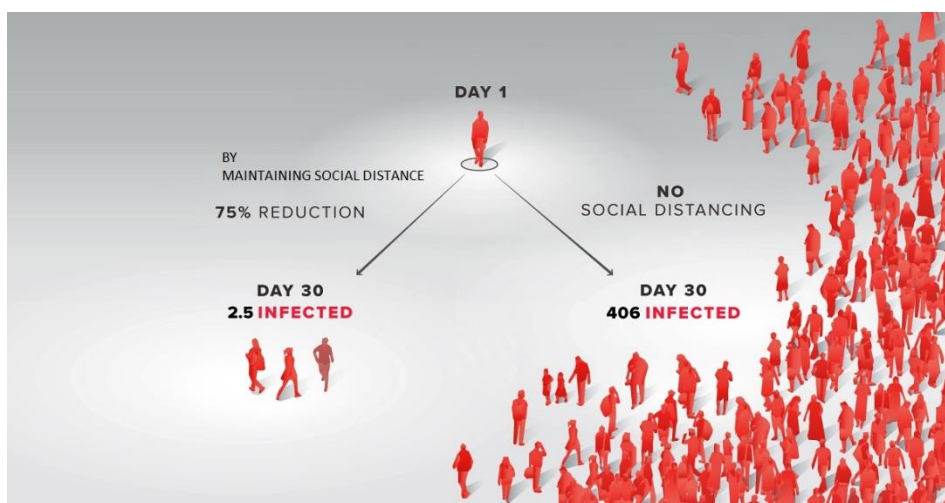 DAY 1
BY
MAINTAINING SOCIAL DISTANCE
75% REDUCTION
NO
SOCIAL DISTANCING
DAY 30
2.5 INFECTED
DAY 30
406 INFECTED